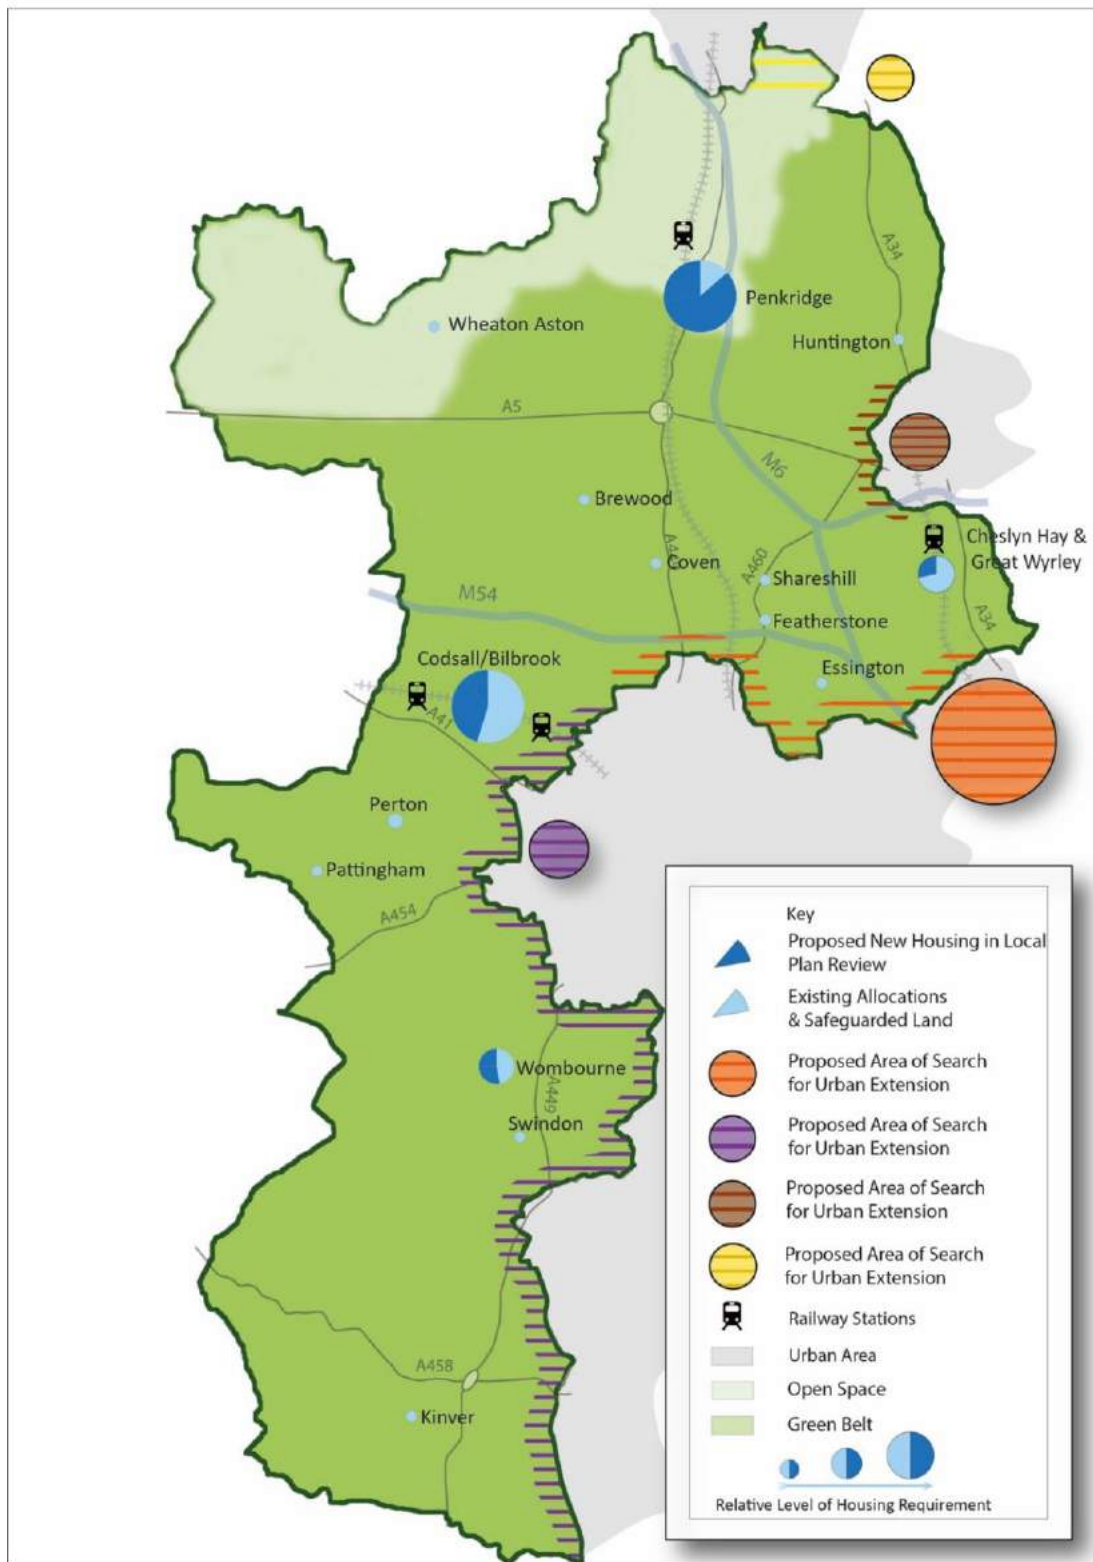 A34
Penkridge
Wheaton Aston
Huntington
A5
M6
Brewood
Cheslyn Hay &
Great Wyrley
Coven
A460
Shareshill
M54
Featherstone
A34
Codsall/Bilbrook
Essington
A41
Perton
Pattingham
A454
Wombourne
A449
Swindon
A458
Kinver
Key
Proposed New Housing in Local
Plan Review
Existing Allocations
& Safeguarded Land
Proposed Area of Search
for Urban Extension
Proposed Area of Search
for Urban Extension
Proposed Area of Search
for Urban Extension
Proposed Area of Search
for Urban Extension
Railway Stations
Urban Area
Open Space
Green Belt
Relative Level of Housing Requirement